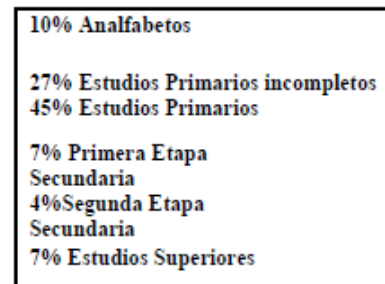 10% Analfabetos
27% Estudios Primarios incompletos
45% Estudios Primarios
7% Primera Etapa
Secundaria
4%Segunda Etapa
Secundaria
7% Estudios Superiores